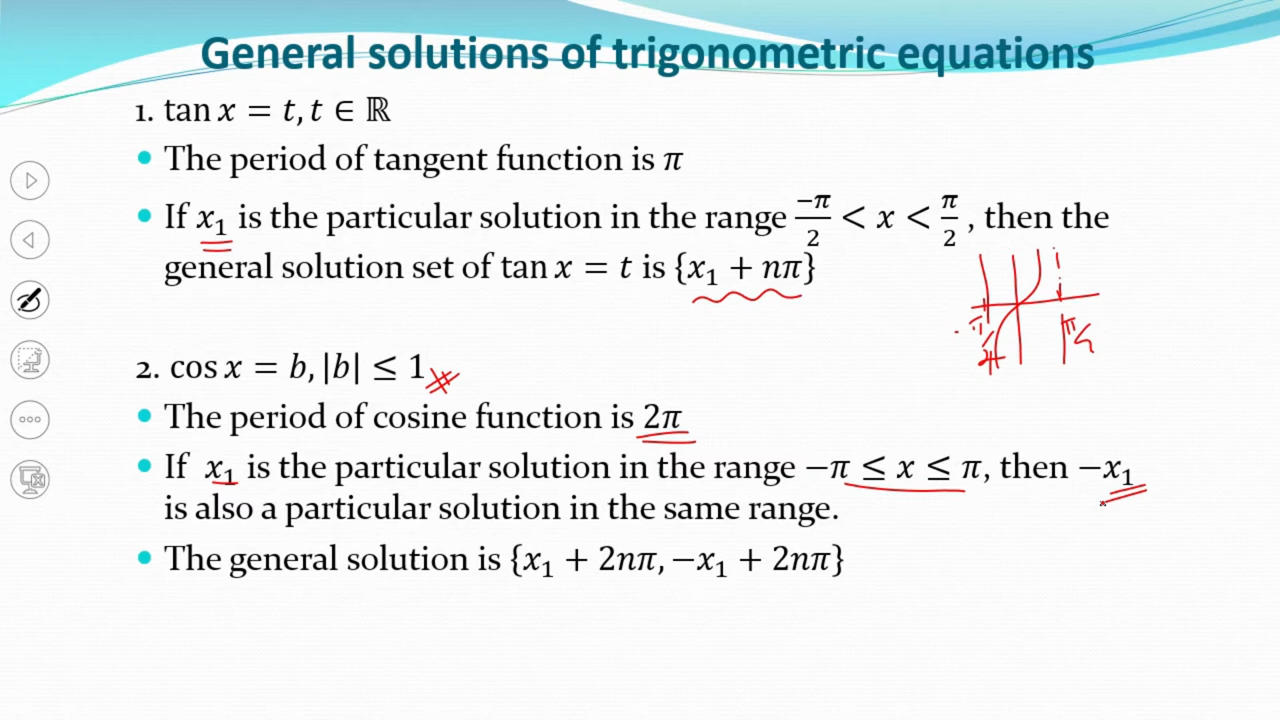 General solutions of trigonometric equations
1. tan 𝑥 = 𝑡, 𝑡 ∈ ℝ
• The period of tangent function is 𝜋
• If 𝑥₁ is the particular solution in the range −𝜋/2 < 𝑥 < 𝜋/2 , then the
general solution set of tan 𝑥 = 𝑡 is {𝑥₁ + 𝑛𝜋}
2. cos 𝑥 = 𝑏, |𝑏| ≤ 1
• The period of cosine function is 2𝜋
• If 𝑥₁ is the particular solution in the range −𝜋 ≤ 𝑥 ≤ 𝜋, then −𝑥₁
is also a particular solution in the same range.
• The general solution is {𝑥₁ + 2𝑛𝜋, −𝑥₁ + 2𝑛𝜋}